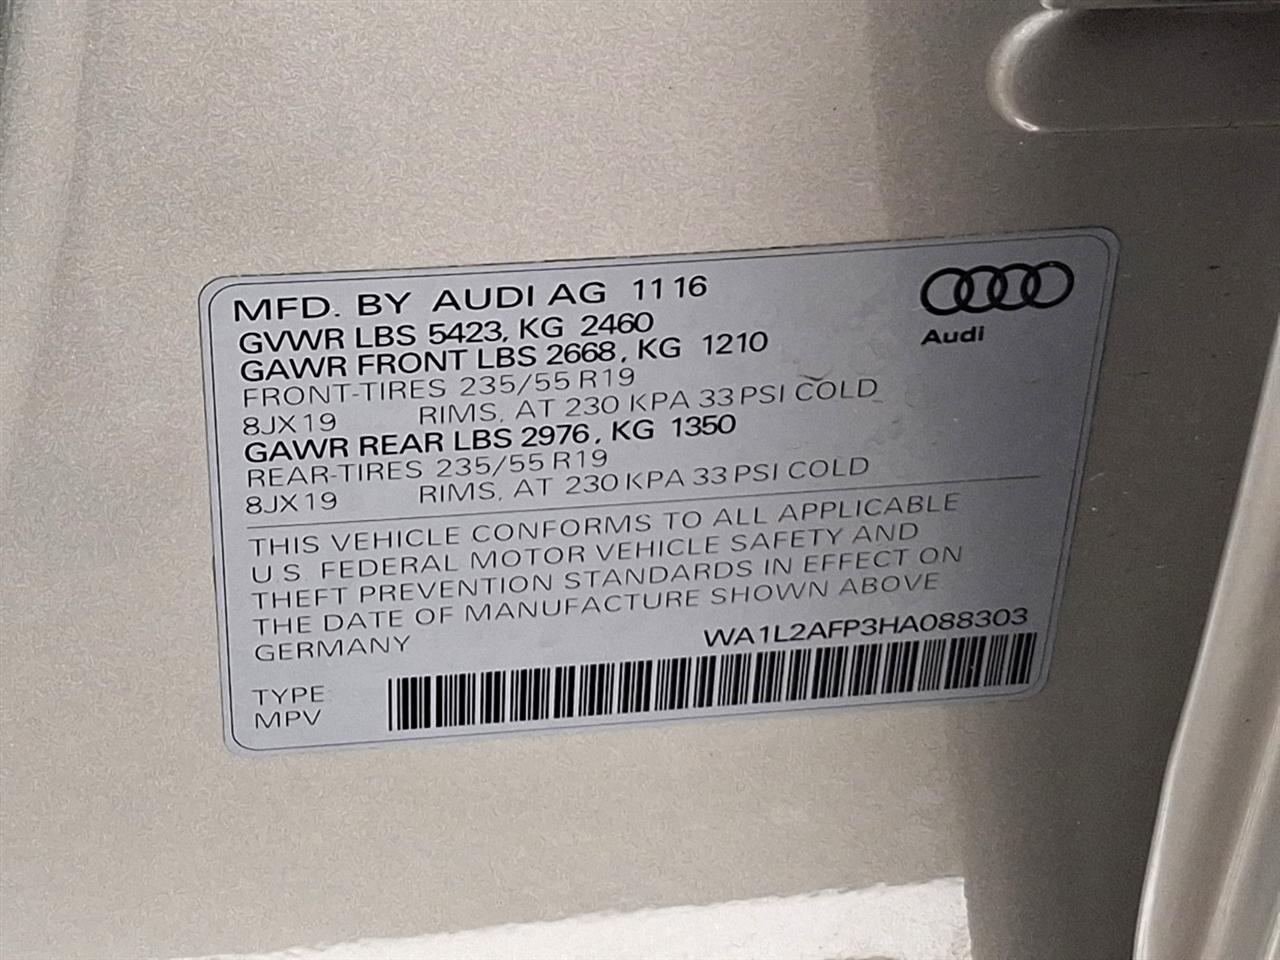 MFD. BY AUDI AG 11 16
GVWR LBS 5423, KG 2460
GAWR FRONT LBS 2668, KG 1210
FRONT-TIRES 235/55 R19
8JX19 RIMS, AT 230 KPA 33 PSI COLD
GAWR REAR LBS 2976, KG 1350
REAR-TIRES 235/55 R19
8JX19 RIMS, AT 230 KPA 33 PSI COLD
THIS VEHICLE CONFORMS TO ALL APPLICABLE
U S FEDERAL MOTOR VEHICLE SAFETY AND
THEFT PREVENTION STANDARDS IN EFFECT ON
THE DATE OF MANUFACTURE SHOWN ABOVE
GERMANY WA1L2AFP3HA088303
TYPE
MPV
Audi